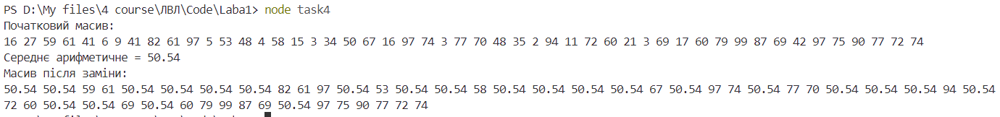 PS D:\My files\4 course\ЛВЛ\Code\Laba1> node task4
Початковий масив:
16 27 59 61 41 6 9 41 82 61 97 5 53 48 4 58 15 3 34 50 67 16 97 74 3 77 70 48 35 2 94 11 72 60 21 3 69 17 60 79 99 87 69 42 97 75 90 77 72 74
Середнє арифметичне = 50.54
Масив після заміни:
50.54 50.54 59 61 50.54 50.54 50.54 50.54 82 61 97 50.54 53 50.54 50.54 58 50.54 50.54 50.54 50.54 67 50.54 97 74 50.54 77 70 50.54 50.54 50.54 94 50.54
72 60 50.54 50.54 69 50.54 60 79 99 87 69 50.54 97 75 90 77 72 74